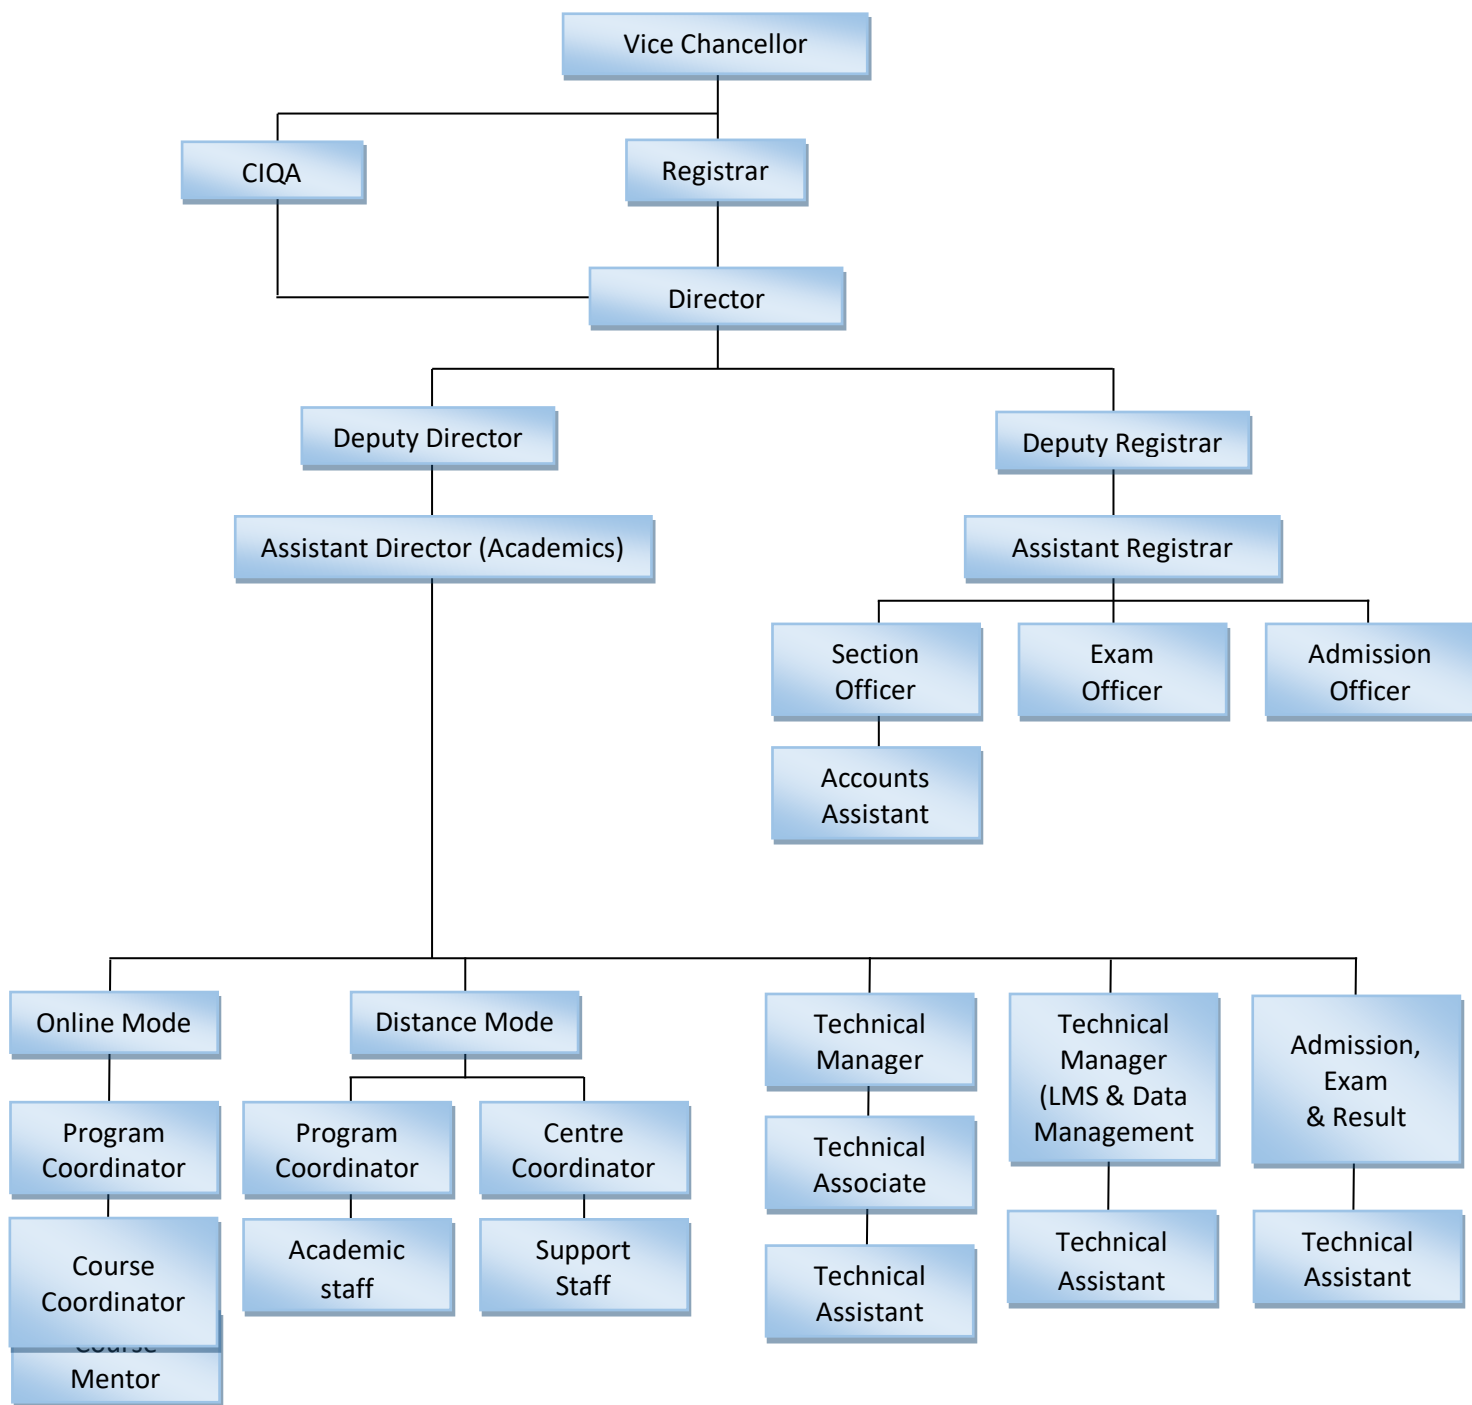 Vice Chancellor
CIQA
Registrar
Director
Deputy Director
Deputy Registrar
Assistant Director (Academics)
Assistant Registrar
Section
Officer
Exam
Officer
Admission
Officer
Accounts
Assistant
Online Mode
Distance Mode
Technical
Manager
Technical
Manager
(LMS & Data
Management
Admission,
Exam
& Result
Program
Coordinator
Program
Coordinator
Centre
Coordinator
Technical
Associate
Course
Coordinator
Academic
staff
Support
Staff
Technical
Assistant
Technical
Assistant
Technical
Assistant
Course
Mentor